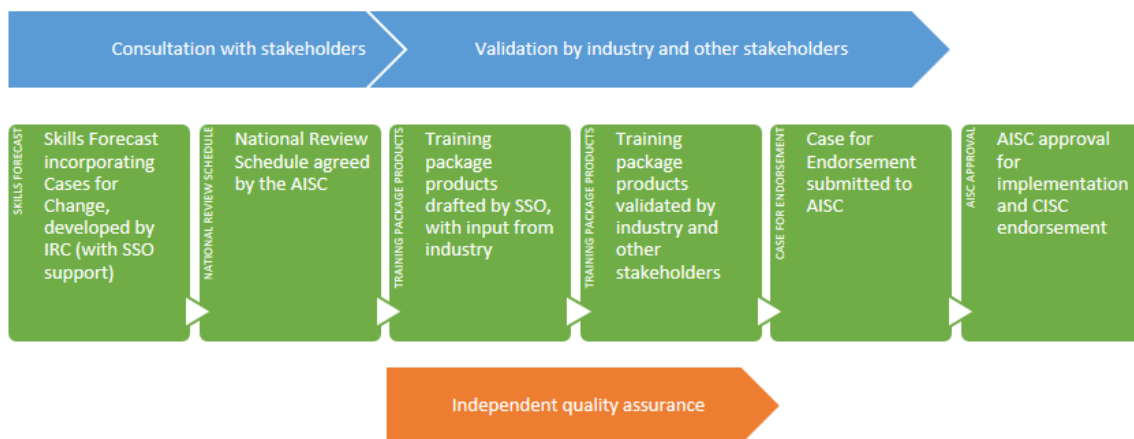 Consultation with stakeholders
Validation by industry and other stakeholders
SKILLS FORECAST
Skills Forecast
incorporating
Cases for
Change,
developed by
IRC (with SSO
support)
NATIONAL REVIEW SCHEDULE
National Review
Schedule agreed
by the AISC
TRAINING PACKAGE PRODUCTS
Training
package
products
drafted by SSO,
with input from
industry
TRAINING PACKAGE PRODUCTS
Training
package
products
validated by
industry and
other
stakeholders
CASE FOR ENDORSEMENT
Case for
Endorsement
submitted to
AISC
AISC APPROVAL
AISC approval
for
implementation
and CISC
endorsement
Independent quality assurance